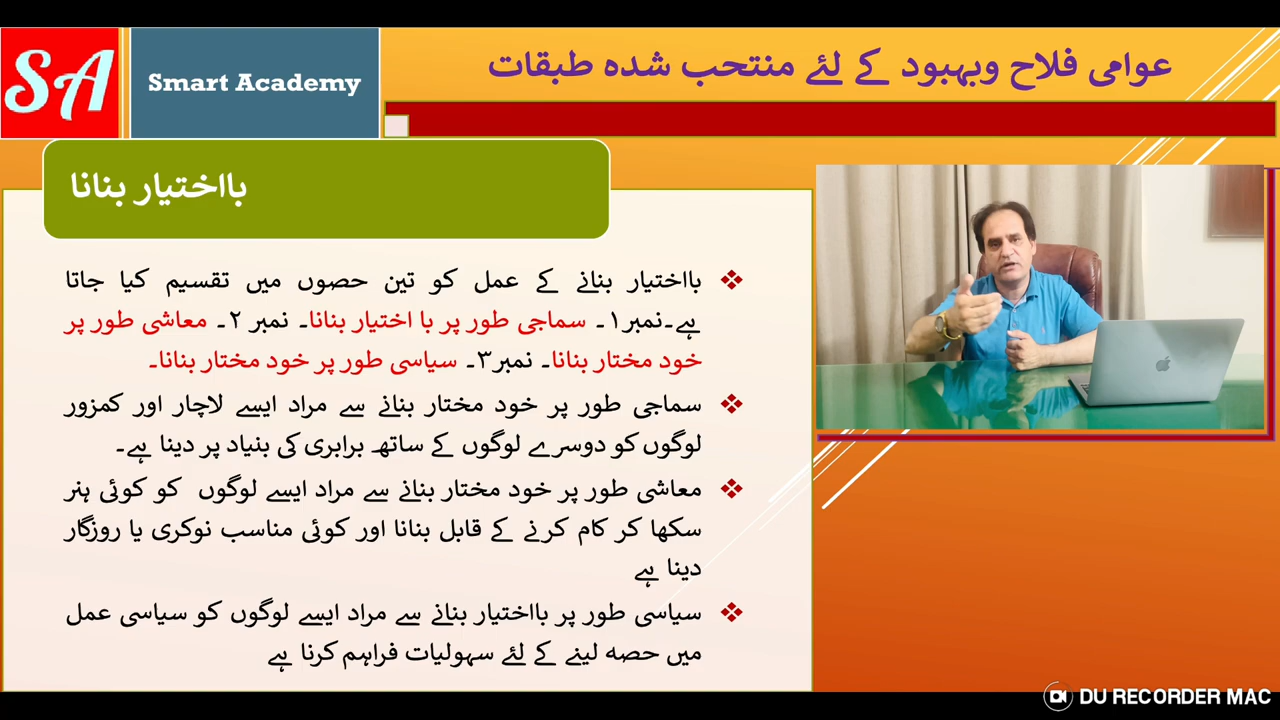 SA
Smart Academy
عوامی فلاح وبہبود کے لئے منتحب شدہ طبقات
بااختیار بنانا
بااختیار بنانے کے عمل کو تین حصوں میں تقسیم کیا جاتا
ہے۔نمبر۱۔ سماجی طور پر با اختیار بنانا۔ نمبر ۲۔ معاشی طور پر
خود مختار بنانا۔ نمبر۳۔ سیاسی طور پر خود مختار بنانا۔
سماجی طور پر خود مختار بنانے سے مراد ایسے لاچار اور کمزور
لوگوں کو دوسرے لوگوں کے ساتھ برابری کی بنیاد پر دینا ہے۔
معاشی طور پر خود مختار بنانے سے مراد ایسے لوگوں کو کوئی ہنر
سکھا کر کام کرنے کے قابل بنانا اور کوئی مناسب نوکری یا روزگار
دینا ہے
سیاسی طور پر بااختیار بنانے سے مراد ایسے لوگوں کو سیاسی عمل
میں حصہ لینے کے لئے سہولیات فراہم کرنا ہے
DU RECORDER MAC